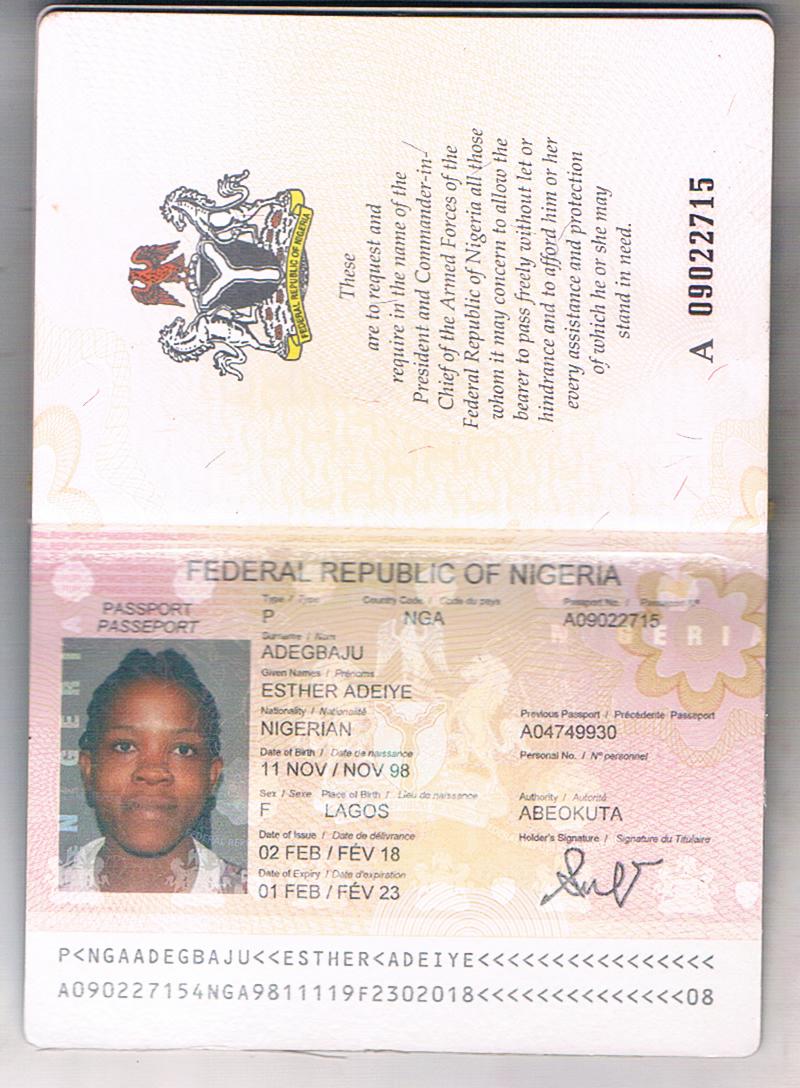 FEDERAL REPUBLIC OF NIGERIA
These
are to request and
require in the name of the
President and Commander-in-
Chief of the Armed Forces of the
Federal Republic of Nigeria all those
whom it may concern to allow the
bearer to pass freely without let or
hindrance and to afford him or her
every assistance and protection
of which he or she may
stand in need.
A 09022715
FEDERAL REPUBLIC OF NIGERIA
PASSPORT
PASSEPORT
Type / Type Country Code / Code du pays Passport Nº / Passeport Nº
P NGA A09022715
Surname / Nom
ADEGBAJU
Given Names / Prénoms
ESTHER ADEIYE
Nationality / Nationalité Previous Passport / Précédente Passeport
NIGERIAN A04749930
Date of Birth / Date de naissance Personal No. / Nº personnel
11 NOV / NOV 98
Sex / Sexe Place of Birth / Lieu de naissance Authority / Autorité
F LAGOS ABEOKUTA
Date of Issue / Date de délivrance Holder's Signature / Signature du Titulaire
02 FEB / FÉV 18
Date of Expiry / Date d'expiration
01 FEB / FÉV 23
P<NGAADEGBAJU<<ESTHER<ADEIYE<<<<<<<<<<<<<<<<
A090227154NGA9811119F2302018<<<<<<<<<<<<<<08